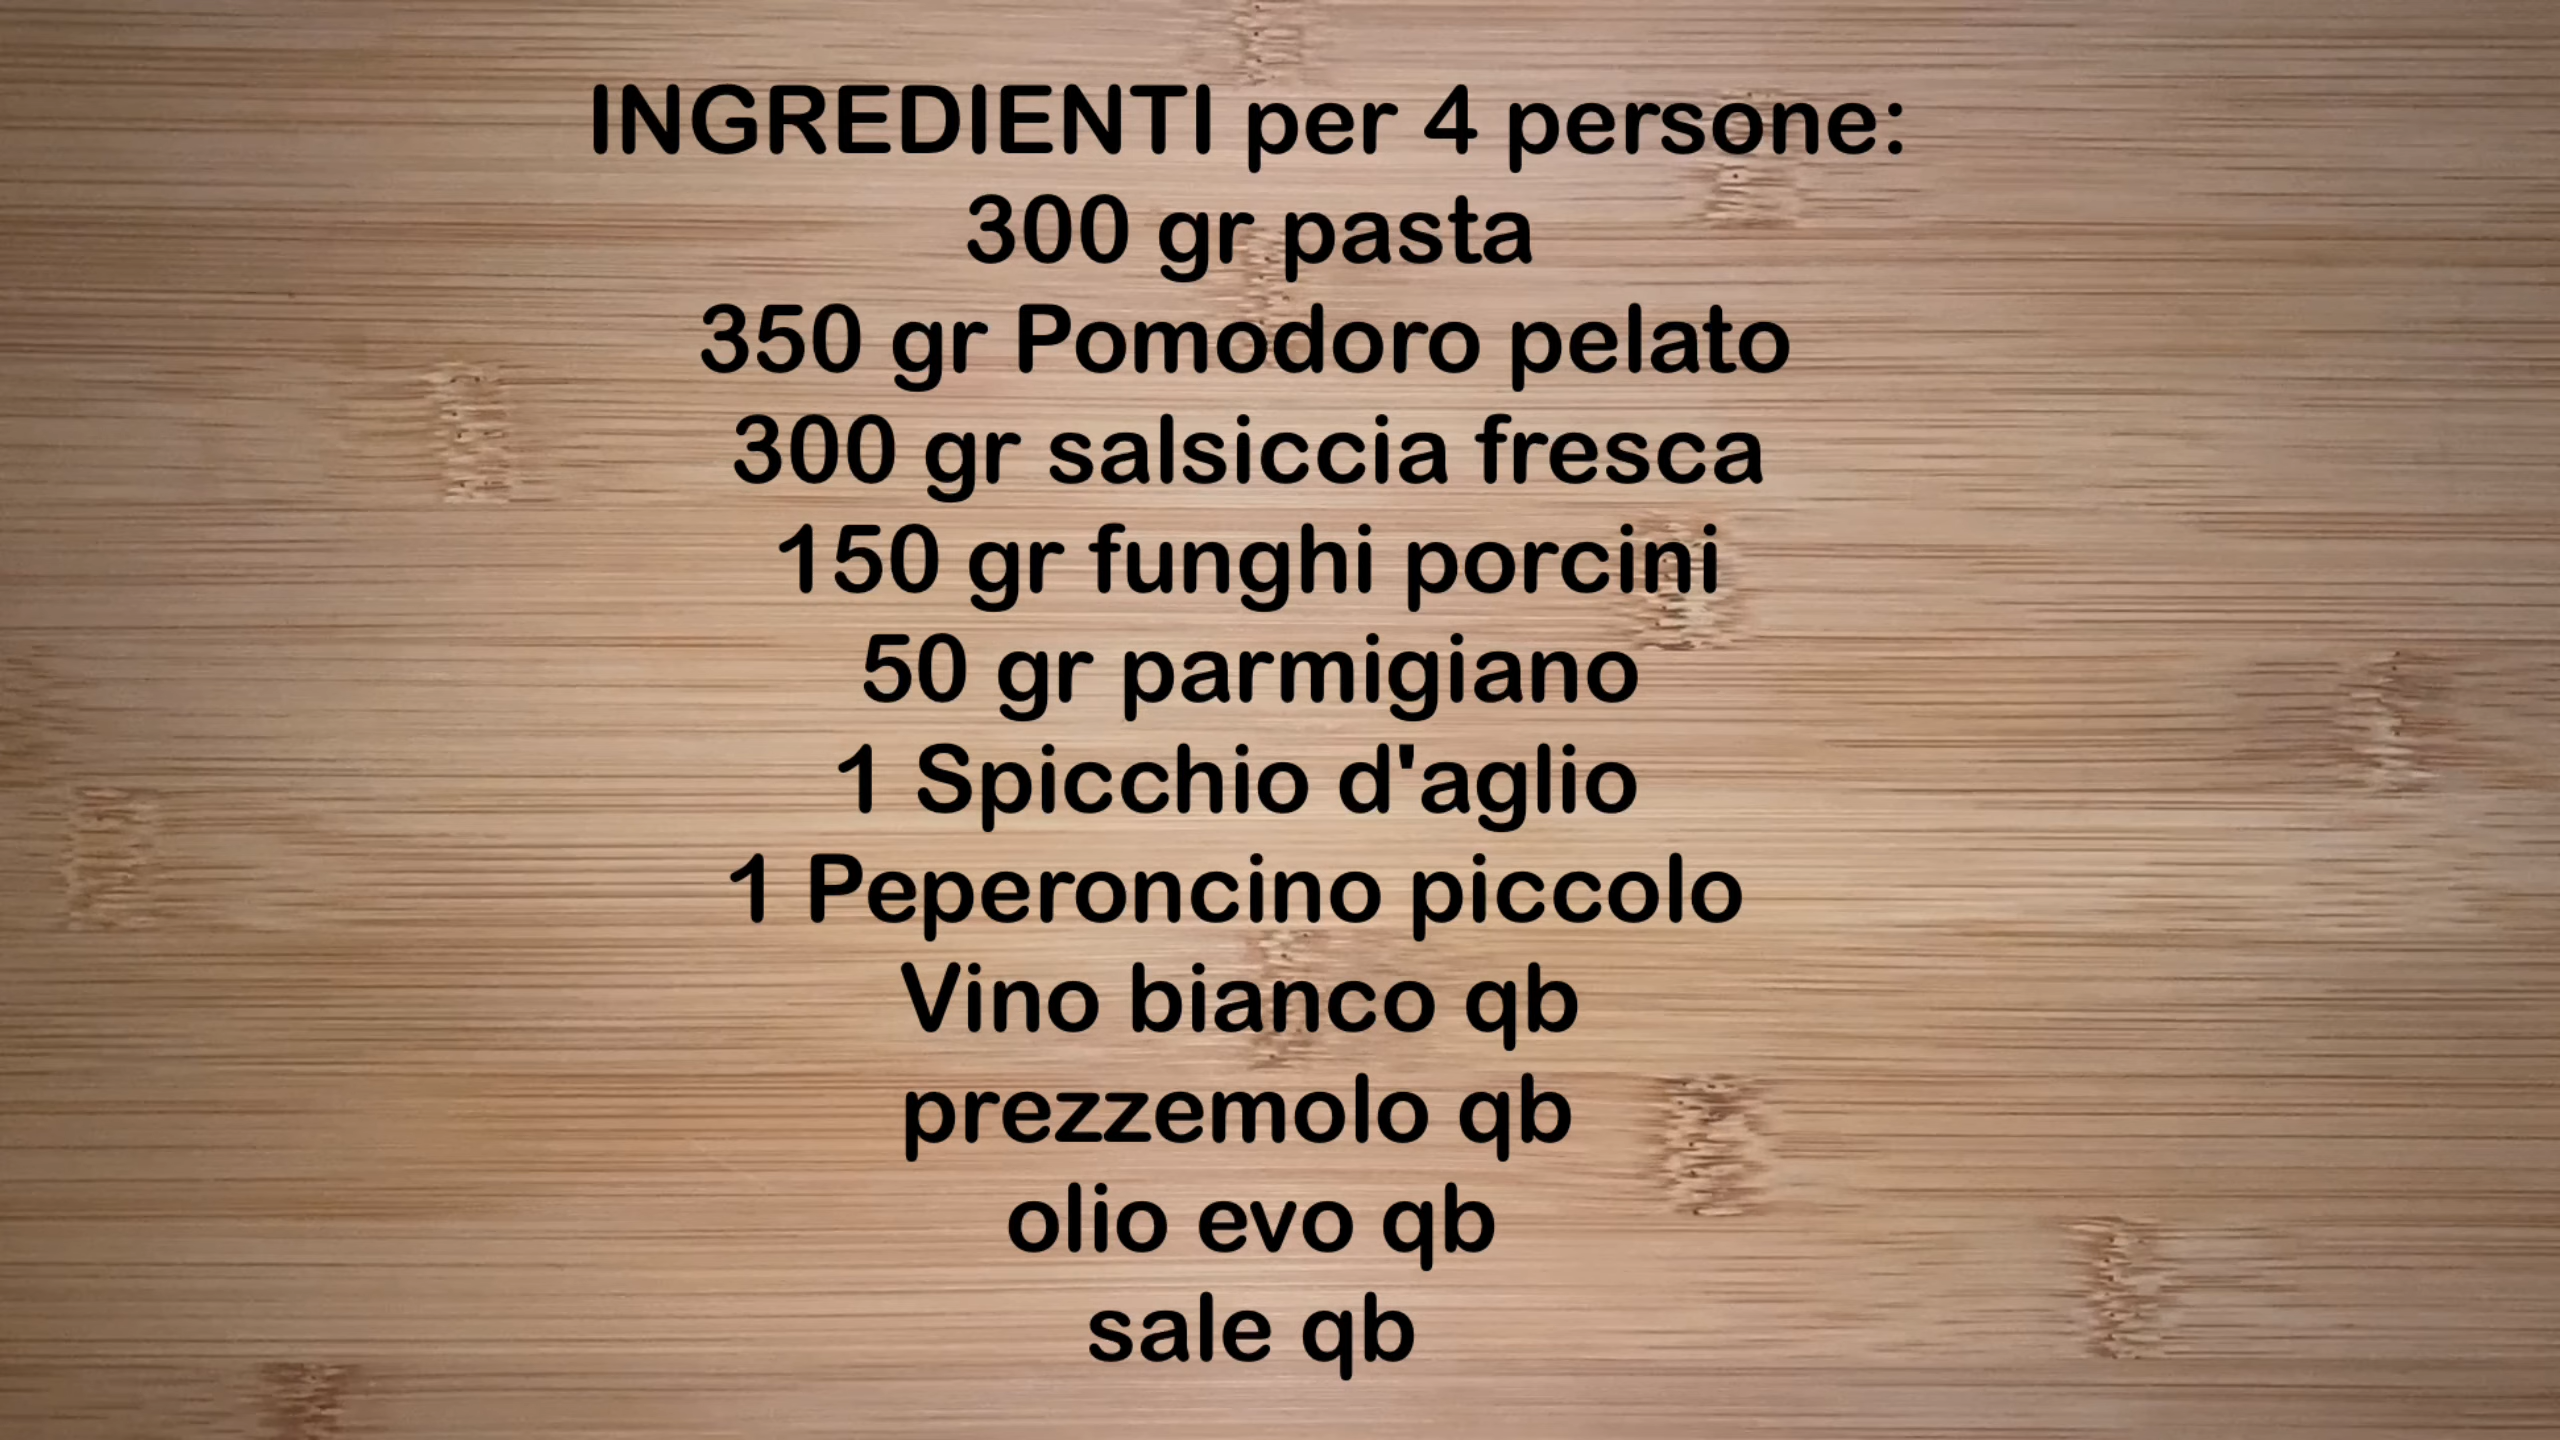 INGREDIENTI per 4 persone:
300 gr pasta
350 gr Pomodoro pelato
300 gr salsiccia fresca
150 gr funghi porcini
50 gr parmigiano
1 Spicchio d'aglio
1 Peperoncino piccolo
Vino bianco qb
prezzemolo qb
olio evo qb
sale qb